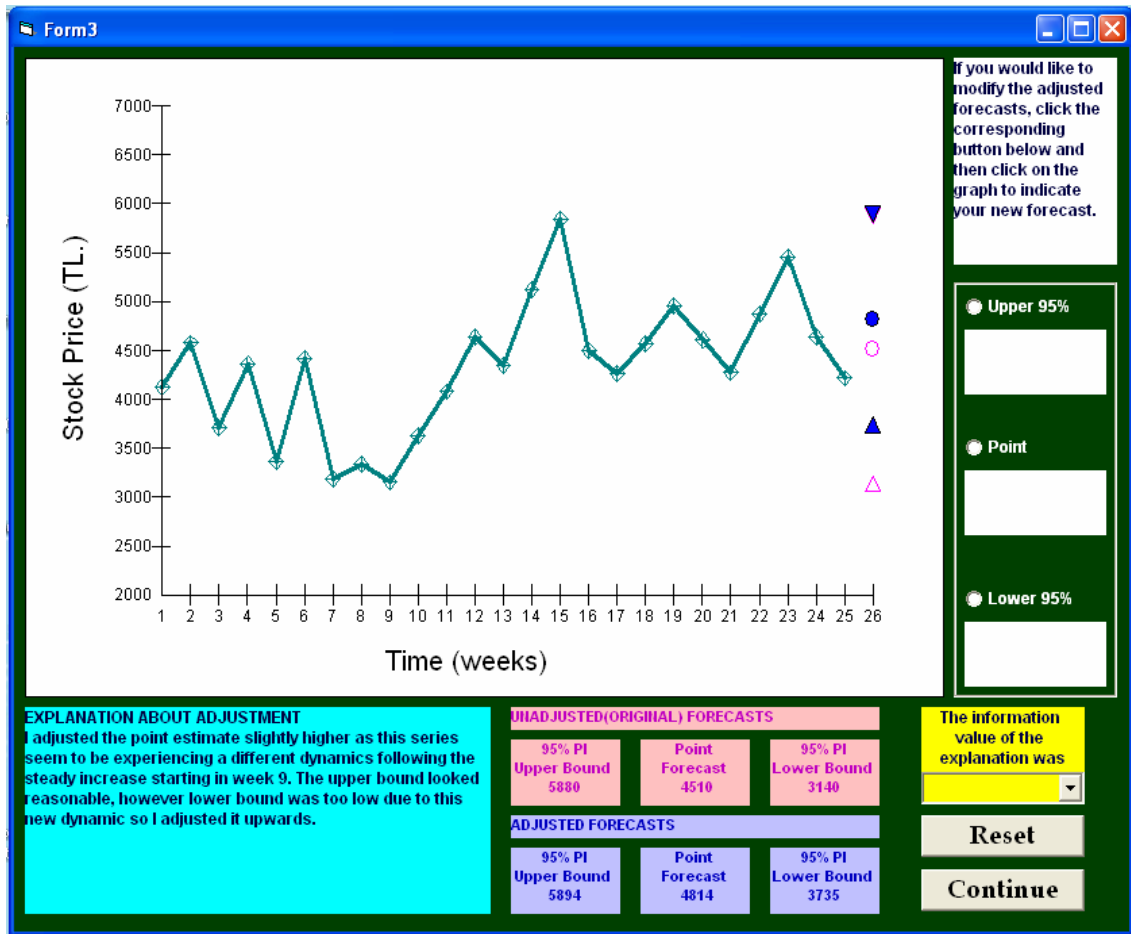 Form3
If you would like to
modify the adjusted
forecasts, click the
corresponding
button below and
then click on the
graph to indicate
your new forecast.
7000
6500
6000
5500
5000
4500
4000
3500
3000
2500
2000
Stock Price (TL.)
1 2 3 4 5 6 7 8 9 10 11 12 13 14 15 16 17 18 19 20 21 22 23 24 25 26
Time (weeks)
Upper 95%
Point
Lower 95%
EXPLANATION ABOUT ADJUSTMENT
I adjusted the point estimate slightly higher as this series
seem to be experiencing a different dynamics following the
steady increase starting in week 9. The upper bound looked
reasonable, however lower bound was too low due to this
new dynamic so I adjusted it upwards.
UNADJUSTED(ORIGINAL) FORECASTS
95% PI
Upper Bound
5880
Point
Forecast
4510
95% PI
Lower Bound
3140
ADJUSTED FORECASTS
95% PI
Upper Bound
5894
Point
Forecast
4814
95% PI
Lower Bound
3735
The information
value of the
explanation was
Reset
Continue